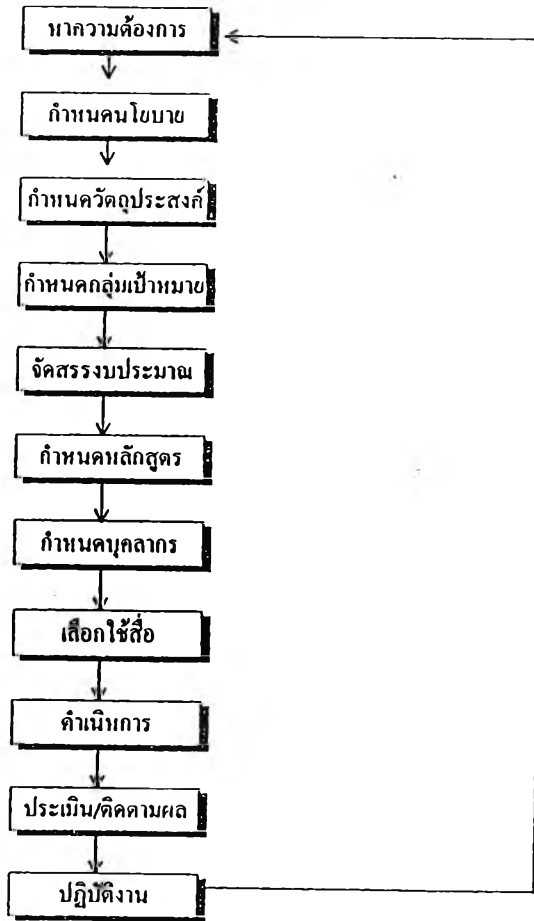 หาความต้องการ
กำหนดนโยบาย
กำหนดวัตถุประสงค์
กำหนดกลุ่มเป้าหมาย
จัดสรรงบประมาณ
กำหนดหลักสูตร
กำหนดบุคลากร
เลือกใช้สื่อ
ดำเนินการ
ประเมิน/ติดตามผล
ปฏิบัติงาน